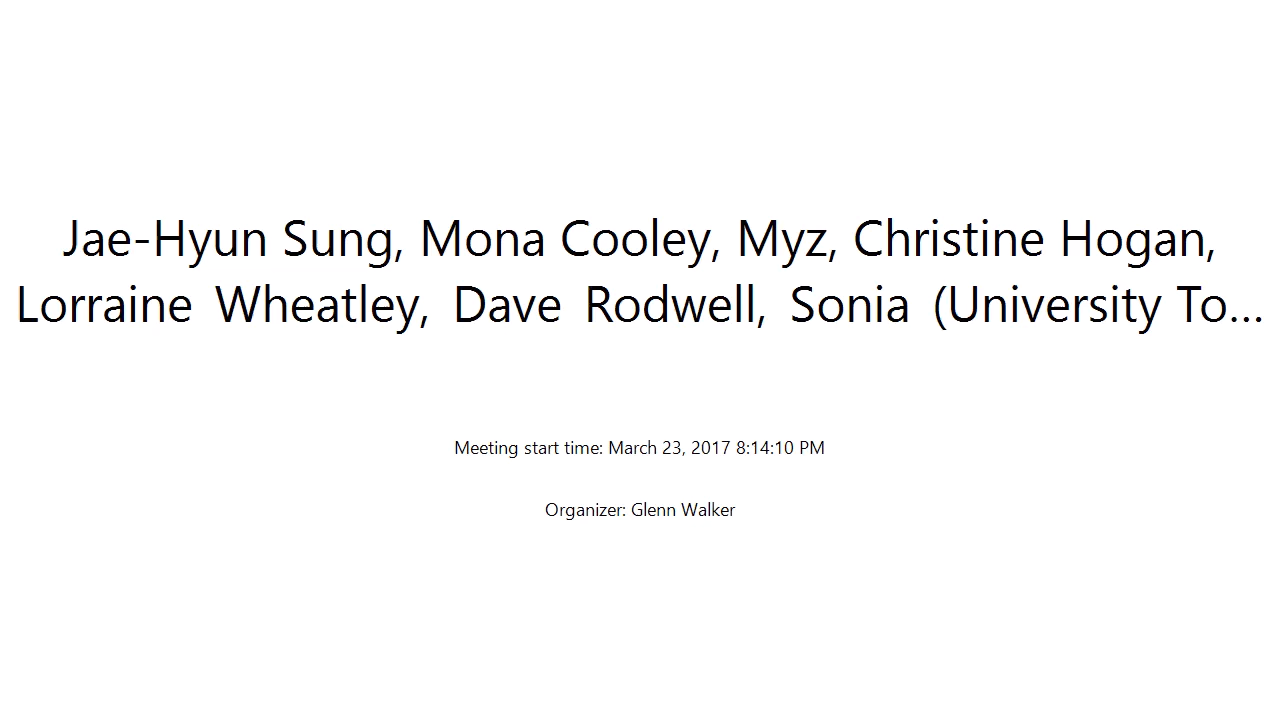 Jae-Hyun Sung, Mona Cooley, Myz, Christine Hogan,
Lorraine Wheatley, Dave Rodwell, Sonia (University To...
Meeting start time: March 23, 2017 8:14:10 PM
Organizer: Glenn Walker